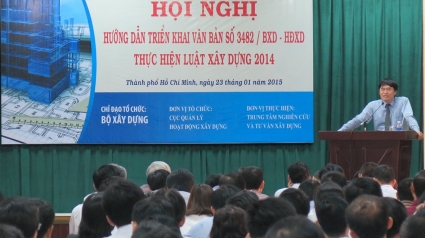 HỘI NGHỊ
HƯỚNG DẪN TRIỂN KHAI VĂN BẢN SỐ 3482 / BXD - HĐXD
THỰC HIỆN LUẬT XÂY DỰNG 2014
Thành phố Hồ Chí Minh, ngày 23 tháng 01 năm 2015
CHỈ ĐẠO TỔ CHỨC:
BỘ XÂY DỰNG
ĐƠN VỊ TỔ CHỨC:
CỤC QUẢN LÝ
HOẠT ĐỘNG XÂY DỰNG
ĐƠN VỊ THỰC HIỆN:
TRUNG TÂM NGHIÊN CỨU
VÀ TƯ VẤN XÂY DỰNG